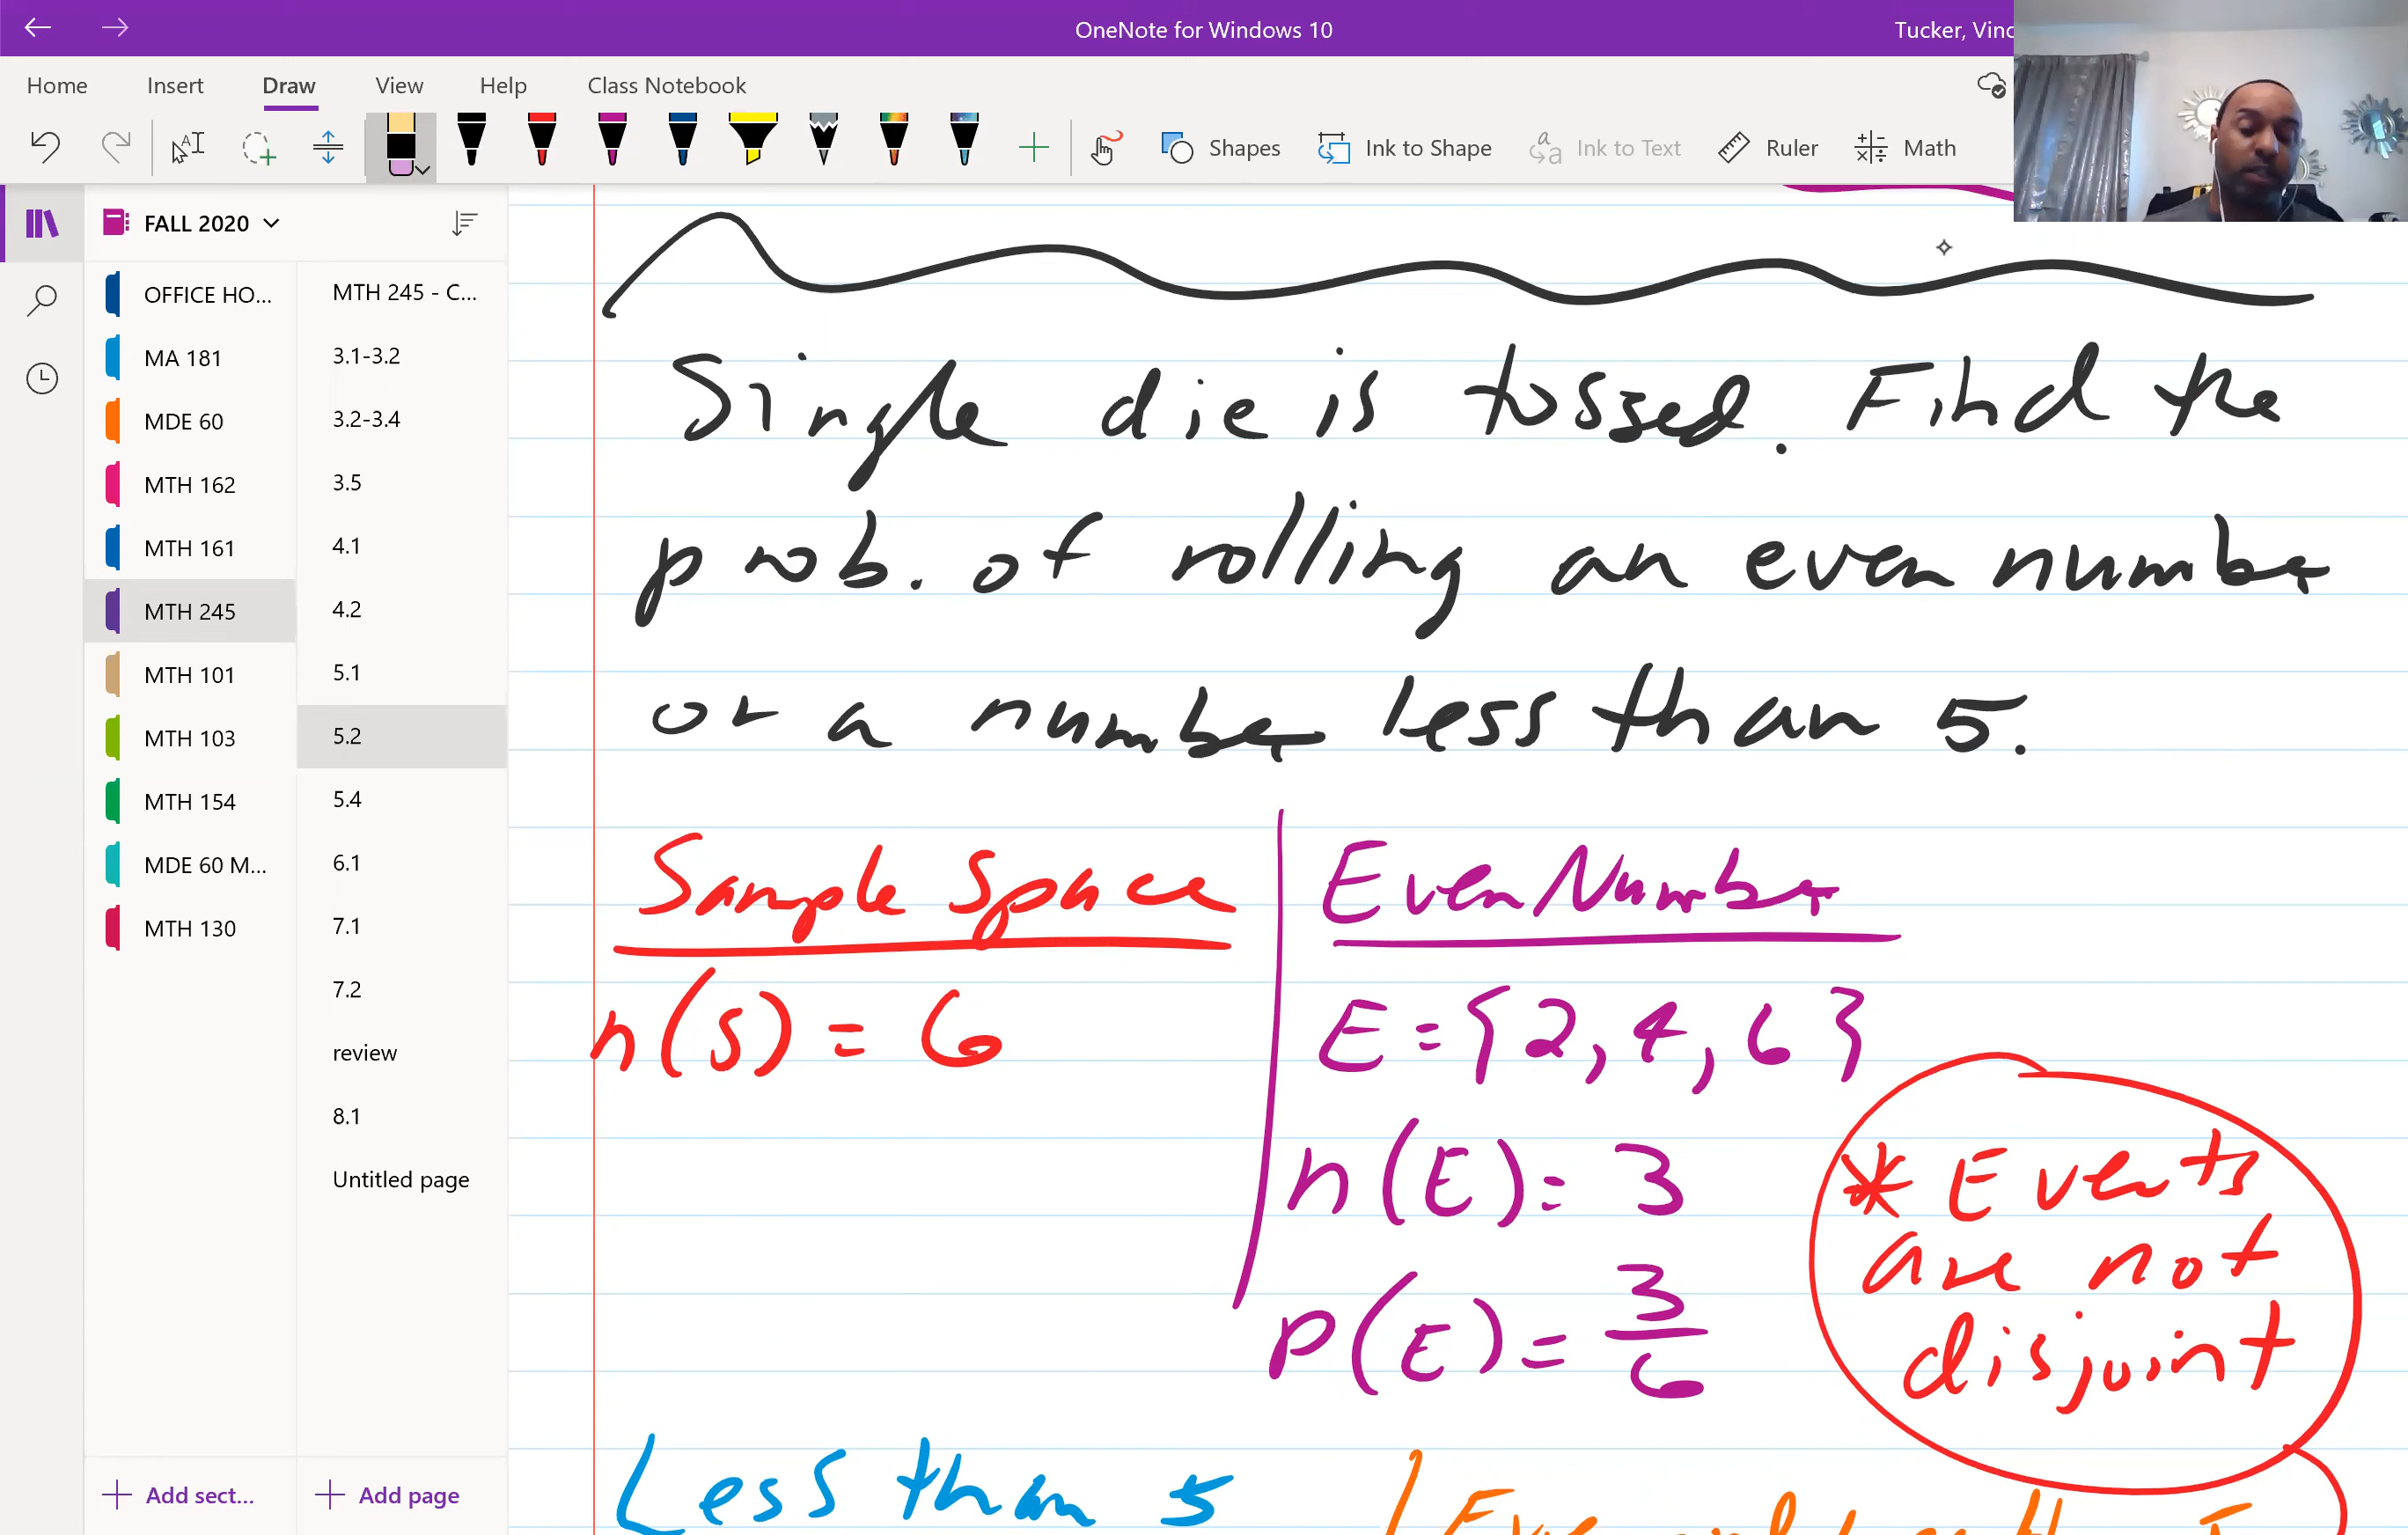 OneNote for Windows 10
Tucker, Vinc
Home Insert Draw View Help Class Notebook
Shapes Ink to Shape Ink to Text Ruler Math
FALL 2020
OFFICE HO...
MA 181
MDE 60
MTH 162
MTH 161
MTH 245
MTH 101
MTH 103
MTH 154
MDE 60 M...
MTH 130
Add sect...
MTH 245 - C...
3.1-3.2
3.2-3.4
3.5
4.1
4.2
5.1
5.2
5.4
6.1
7.1
7.2
review
8.1
Untitled page
Add page
Single die is tossed. Find the
prob. of rolling an even number
or a number less than 5.
Sample Space
n(S) = 6
Even Number
E = {2, 4, 6}
n(E) = 3
P(E) = 3/6
* Events
are not
disjoint
Less than 5